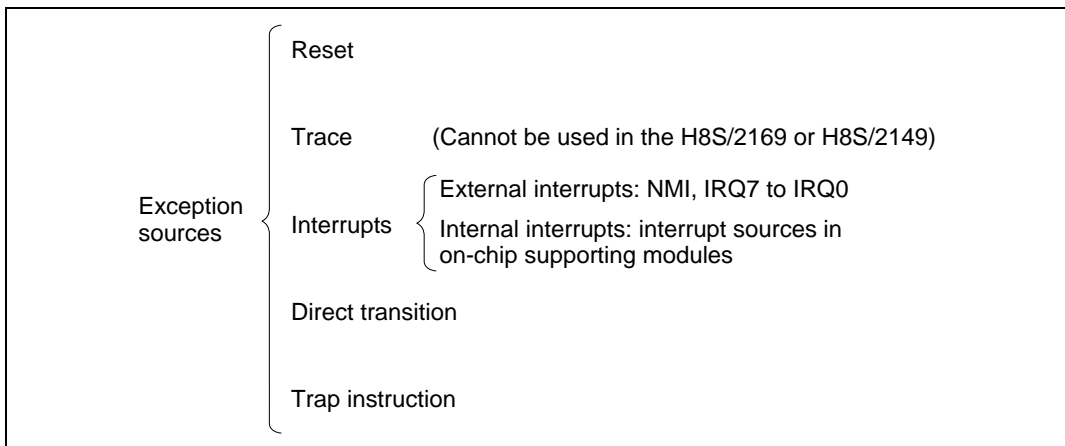 Reset
Trace (Cannot be used in the H8S/2169 or H8S/2149)
Exception
sources
Interrupts
External interrupts: NMI, IRQ7 to IRQ0
Internal interrupts: interrupt sources in
on-chip supporting modules
Direct transition
Trap instruction